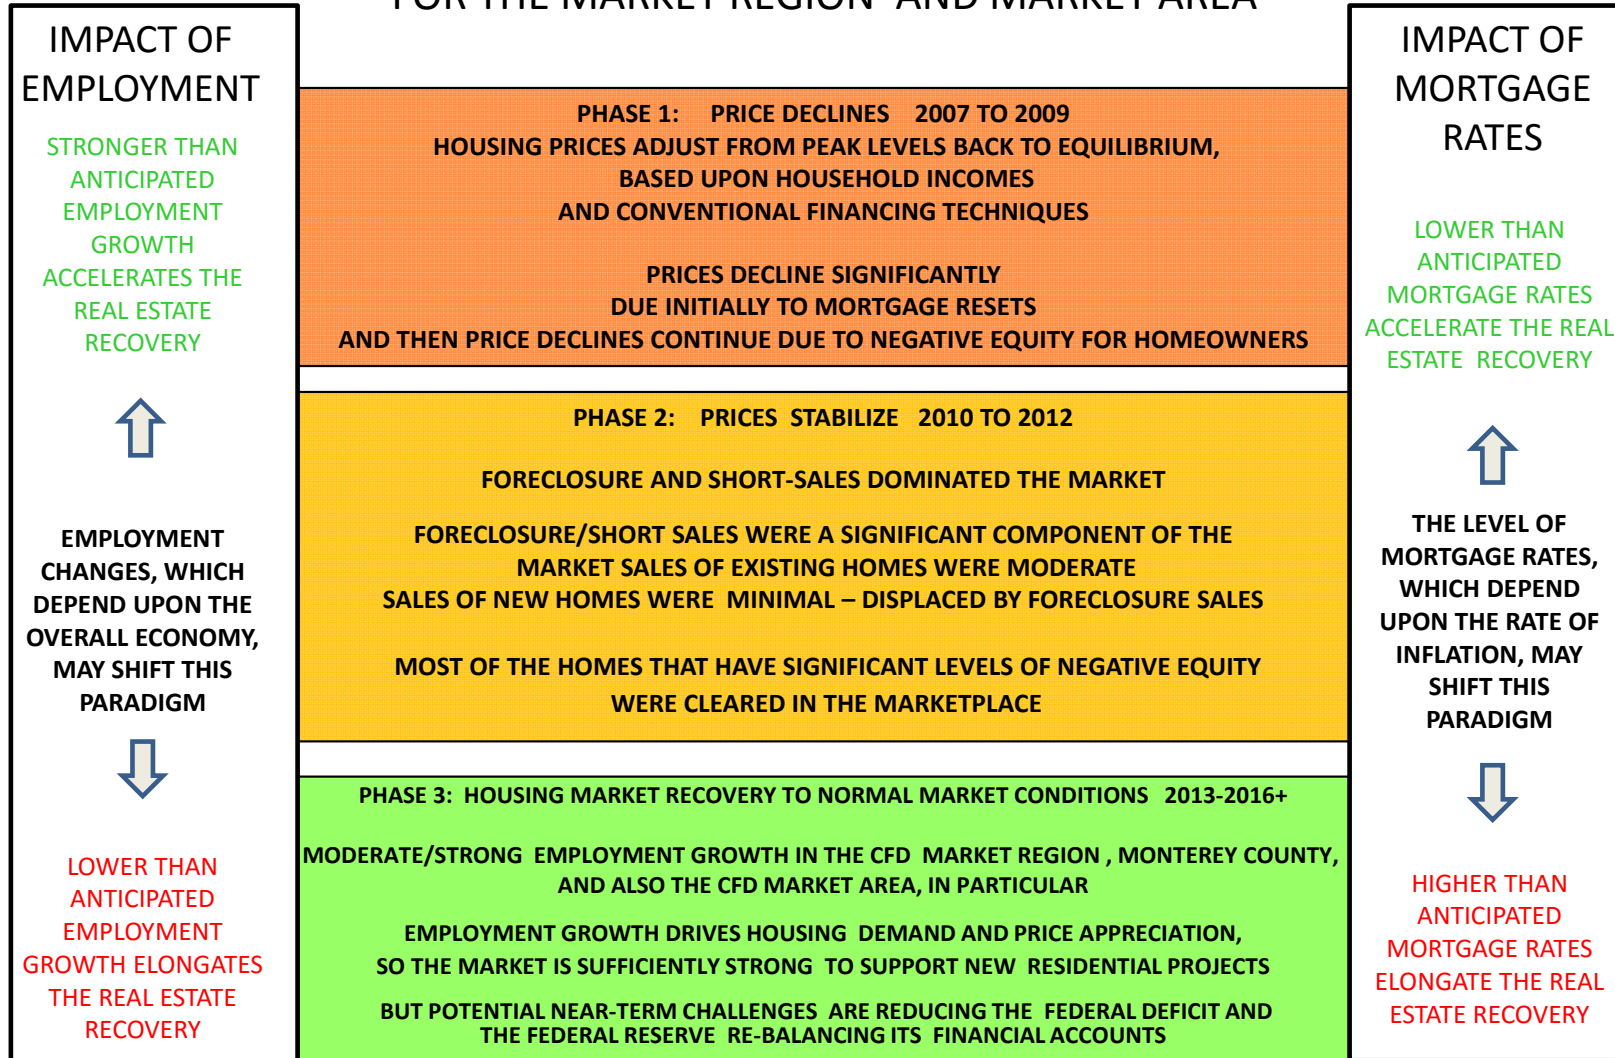 FOR THE MARKET REGION AND MARKET AREA
IMPACT OF
EMPLOYMENT
STRONGER THAN
ANTICIPATED
EMPLOYMENT
GROWTH
ACCELERATES THE
REAL ESTATE
RECOVERY
EMPLOYMENT
CHANGES, WHICH
DEPEND UPON THE
OVERALL ECONOMY,
MAY SHIFT THIS
PARADIGM
LOWER THAN
ANTICIPATED
EMPLOYMENT
GROWTH ELONGATES
THE REAL ESTATE
RECOVERY
PHASE 1: PRICE DECLINES 2007 TO 2009
HOUSING PRICES ADJUST FROM PEAK LEVELS BACK TO EQUILIBRIUM,
BASED UPON HOUSEHOLD INCOMES
AND CONVENTIONAL FINANCING TECHNIQUES
PRICES DECLINE SIGNIFICANTLY
DUE INITIALLY TO MORTGAGE RESETS
AND THEN PRICE DECLINES CONTINUE DUE TO NEGATIVE EQUITY FOR HOMEOWNERS
PHASE 2: PRICES STABILIZE 2010 TO 2012
FORECLOSURE AND SHORT-SALES DOMINATED THE MARKET
FORECLOSURE/SHORT SALES WERE A SIGNIFICANT COMPONENT OF THE
MARKET SALES OF EXISTING HOMES WERE MODERATE
SALES OF NEW HOMES WERE MINIMAL – DISPLACED BY FORECLOSURE SALES
MOST OF THE HOMES THAT HAVE SIGNIFICANT LEVELS OF NEGATIVE EQUITY
WERE CLEARED IN THE MARKETPLACE
PHASE 3: HOUSING MARKET RECOVERY TO NORMAL MARKET CONDITIONS 2013-2016+
MODERATE/STRONG EMPLOYMENT GROWTH IN THE CFD MARKET REGION , MONTEREY COUNTY,
AND ALSO THE CFD MARKET AREA, IN PARTICULAR
EMPLOYMENT GROWTH DRIVES HOUSING DEMAND AND PRICE APPRECIATION,
SO THE MARKET IS SUFFICIENTLY STRONG TO SUPPORT NEW RESIDENTIAL PROJECTS
BUT POTENTIAL NEAR-TERM CHALLENGES ARE REDUCING THE FEDERAL DEFICIT AND
THE FEDERAL RESERVE RE-BALANCING ITS FINANCIAL ACCOUNTS
IMPACT OF
MORTGAGE
RATES
LOWER THAN
ANTICIPATED
MORTGAGE RATES
ACCELERATE THE REAL
ESTATE RECOVERY
THE LEVEL OF
MORTGAGE RATES,
WHICH DEPEND
UPON THE RATE OF
INFLATION, MAY
SHIFT THIS
PARADIGM
HIGHER THAN
ANTICIPATED
MORTGAGE RATES
ELONGATE THE REAL
ESTATE RECOVERY